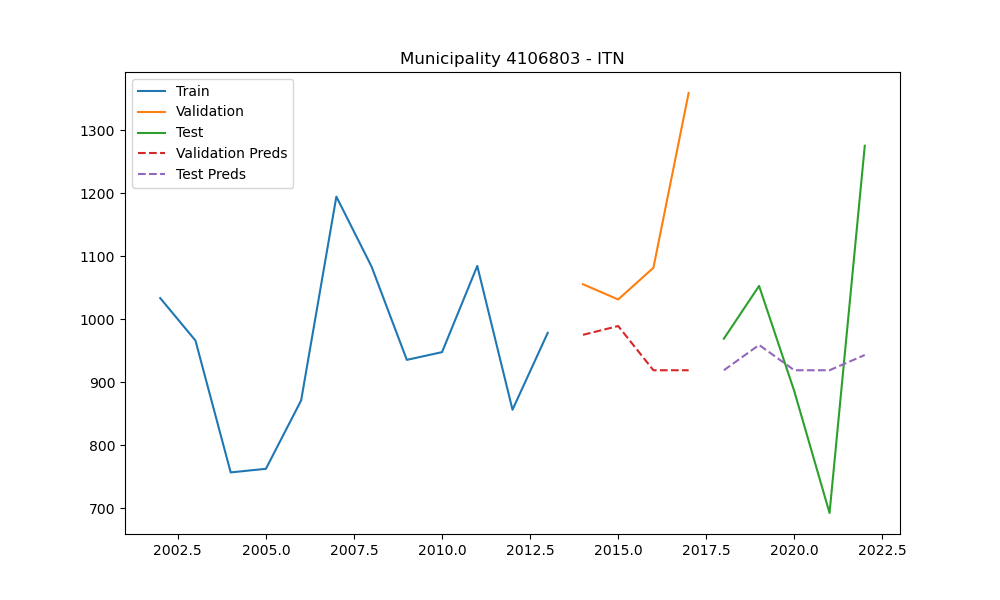 Municipality 4106803 - ITN
Train
Validation
Test
Validation Preds
Test Preds
1300
1200
1100
1000
900
800
700
2002.5 2005.0 2007.5 2010.0 2012.5 2015.0 2017.5 2020.0 2022.5